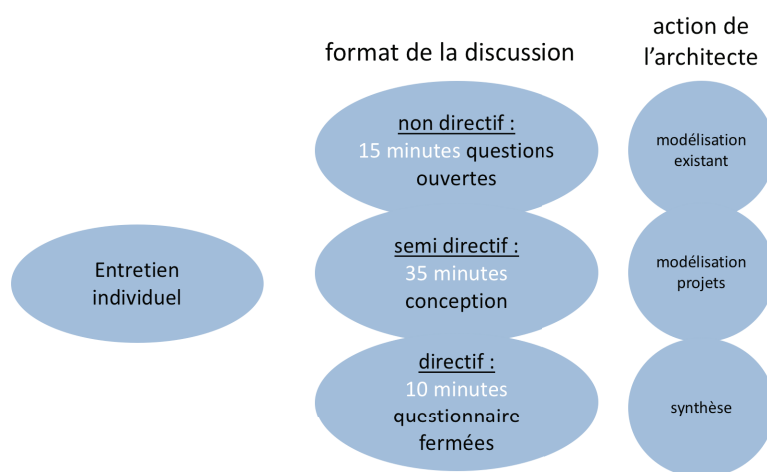 format de la discussion
action de
l'architecte
non directif :
15 minutes questions
ouvertes
modélisation
existant
Entretien
individuel
semi directif :
35 minutes
conception
modélisation
projets
directif :
10 minutes
questionnaire
fermées
synthèse